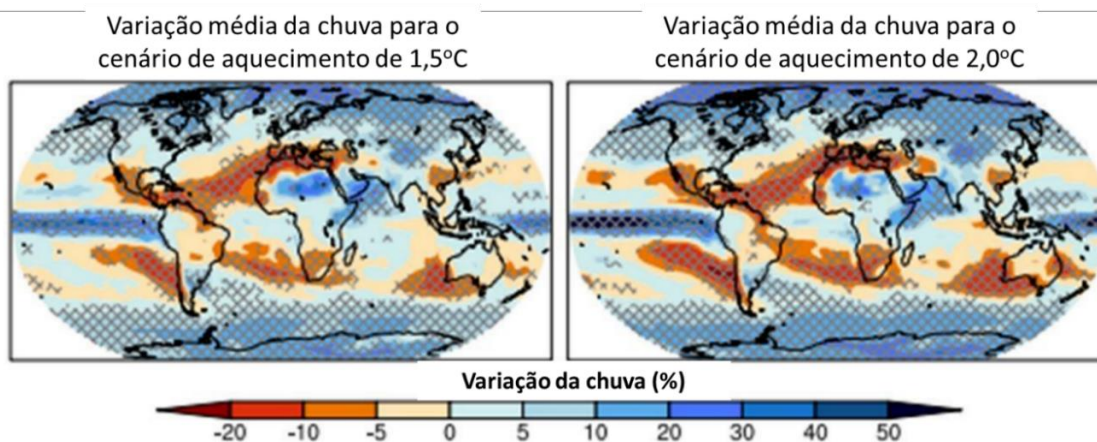 Variação média da chuva para o
cenário de aquecimento de 1,5ºC
Variação média da chuva para o
cenário de aquecimento de 2,0ºC
Variação da chuva (%)
-20 -10 -5 0 5 10 20 30 40 50